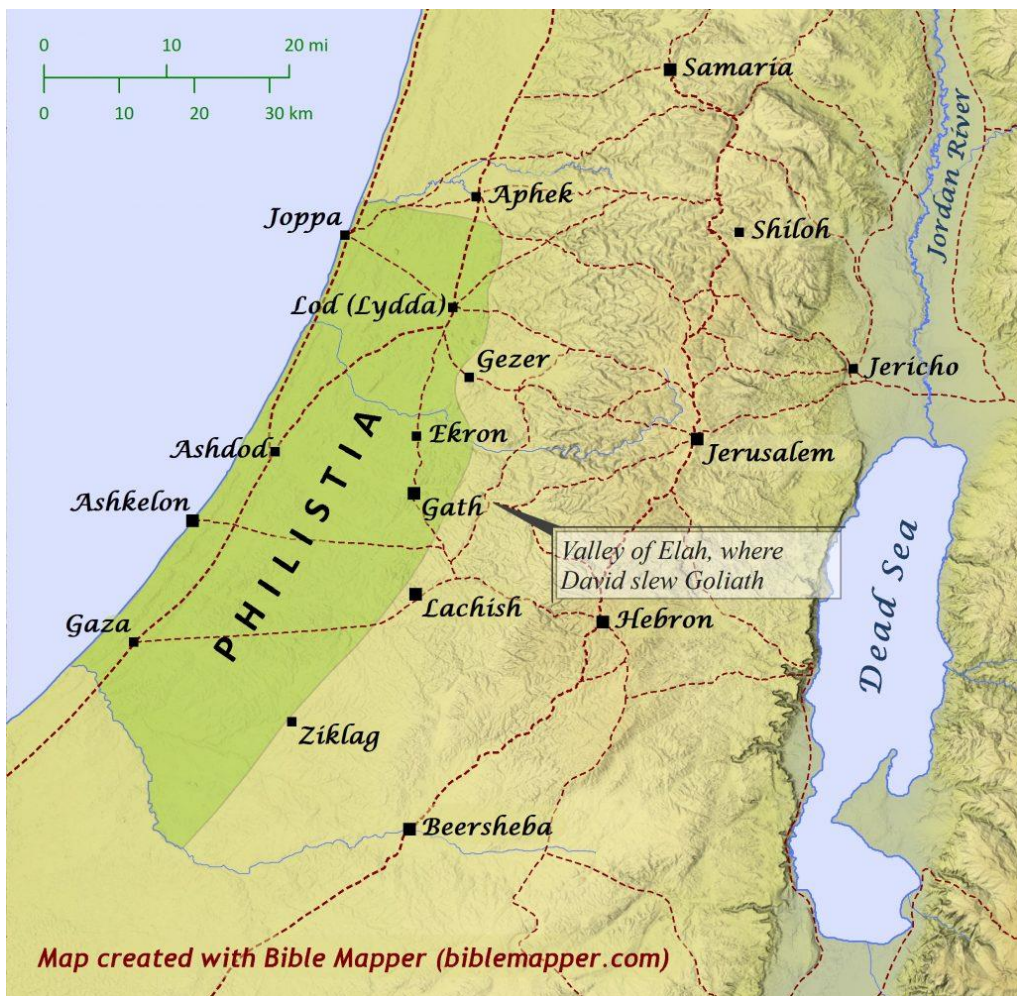 0 10 20 mi
0 10 20 30 km
Samaria
Jordan River
Aphek
Joppa
Shiloh
Lod (Lydda)
Gezer
Jericho
PHILISTIA
Ekron
Ashdod
Jerusalem
Ashkelon
Gath
Valley of Elah, where
David slew Goliath
Dead Sea
Lachish
Hebron
Gaza
Ziklag
Beersheba
Map created with Bible Mapper (biblemapper.com)